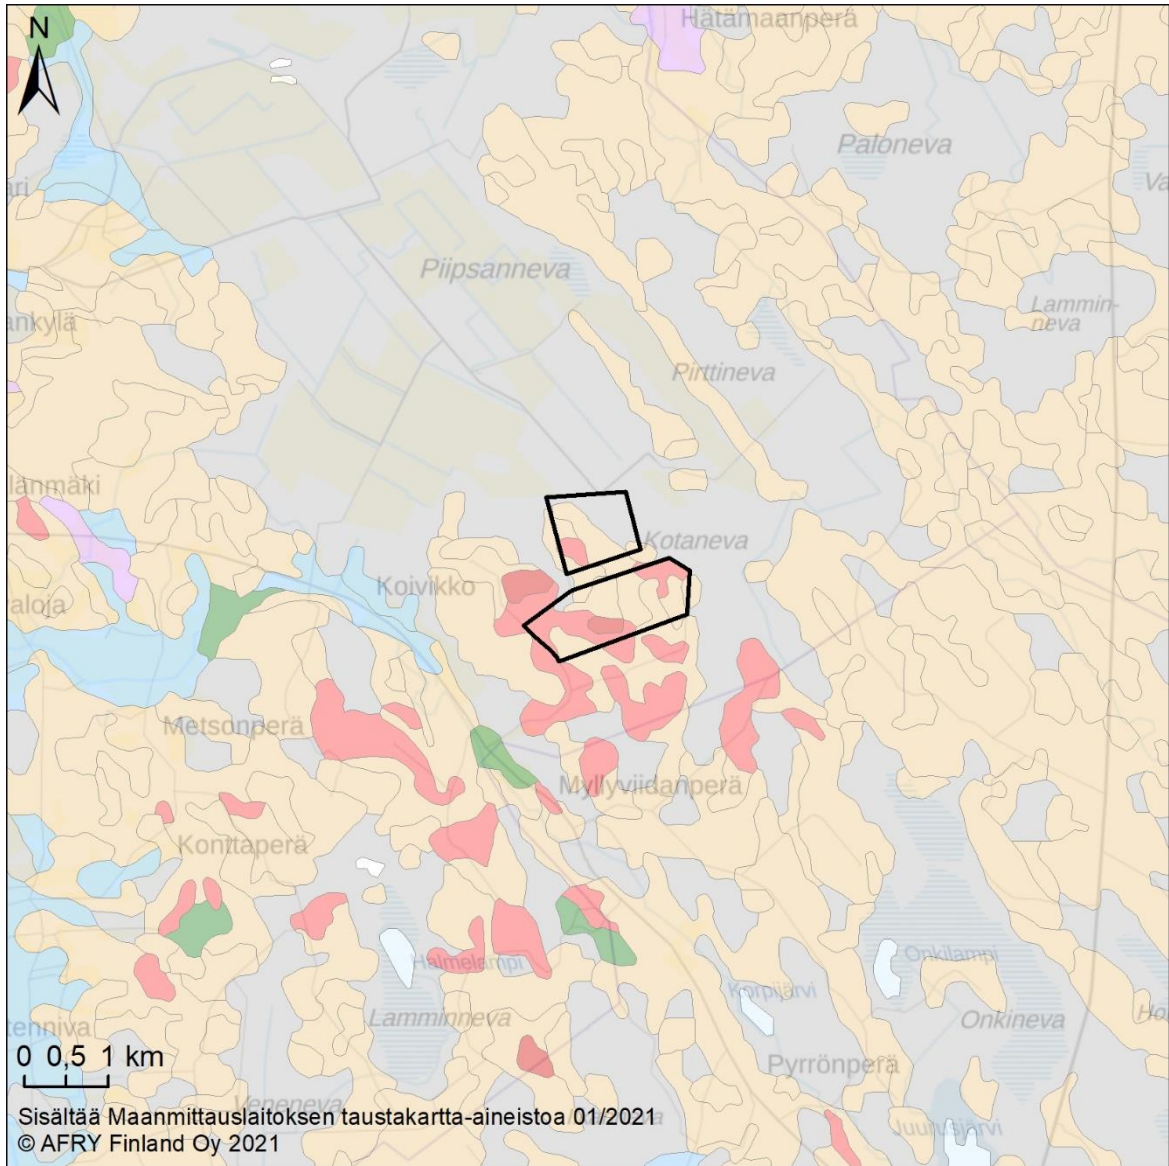 Hätämaanperä
N
Paloneva
Va
ari
Piipsanneva
Lammin-
neva
ankylä
Pirttineva
länmäki
Kotaneva
Koivikko
aloja
Metsonperä
Myllyviidanperä
Konttaperä
Halmelampi
Onkilampi
Korpijärvi
Lamminneva
Onkineva
Ho
tenniva
0 0,5 1 km
Pyrrönperä
Veneneva
Sisältää Maanmittauslaitoksen taustakartta-aineistoa 01/2021
Juurusjärvi
© AFRY Finland Oy 2021